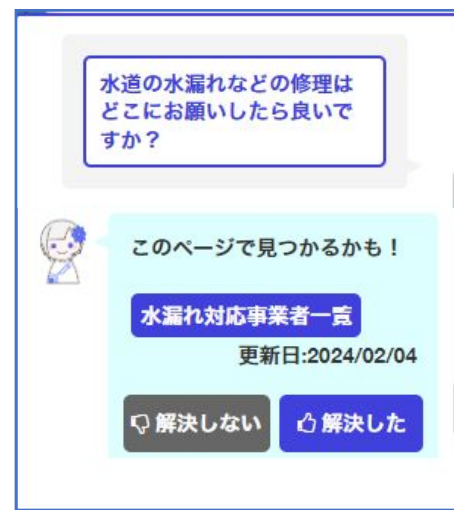 水道の水漏れなどの修理は
どこにお願いしたら良いで
すか？
このページで見つかるかも！
水漏れ対応事業者一覧
更新日:2024/02/04
解決しない
解決した